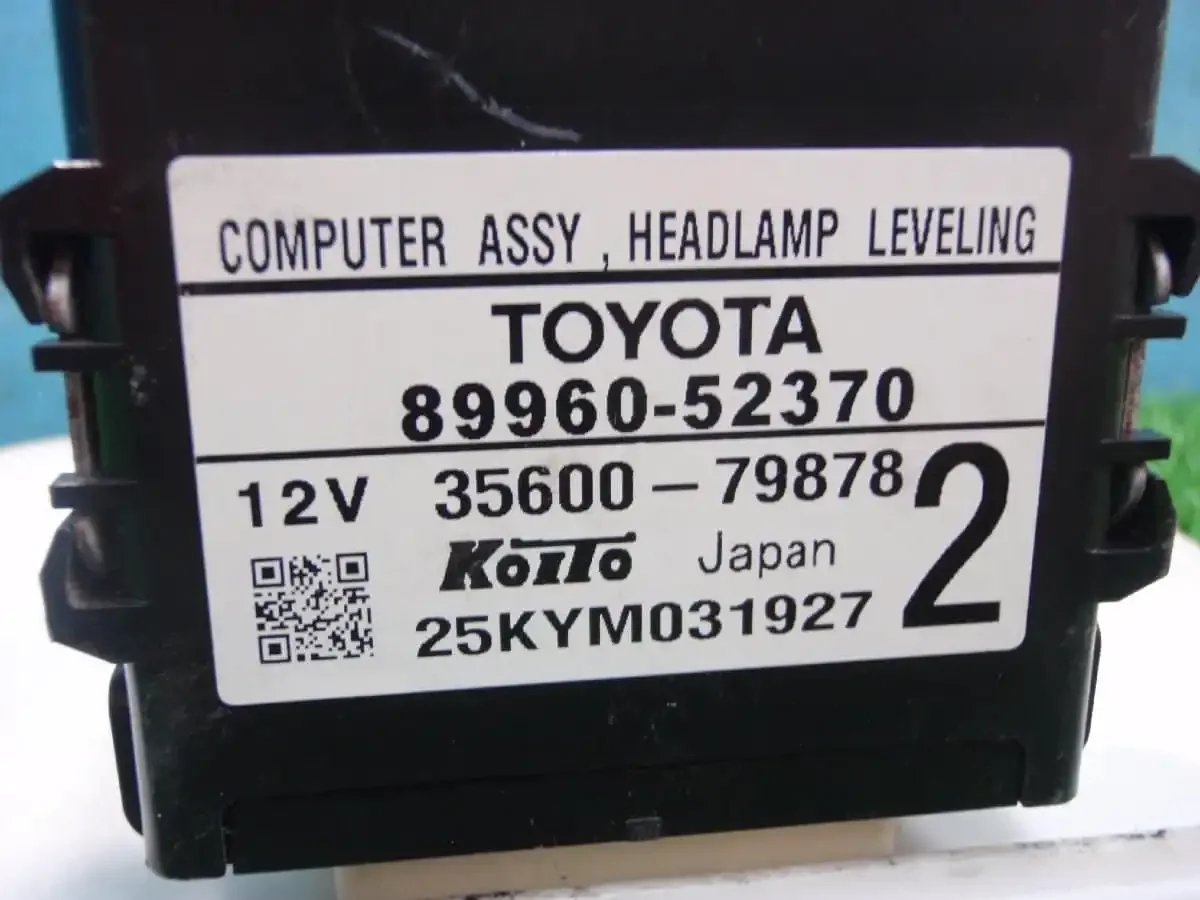 COMPUTER ASSY , HEADLAMP LEVELING
TOYOTA
89960-52370
12V 35600-79878 2
KOITO Japan
25KYM031927